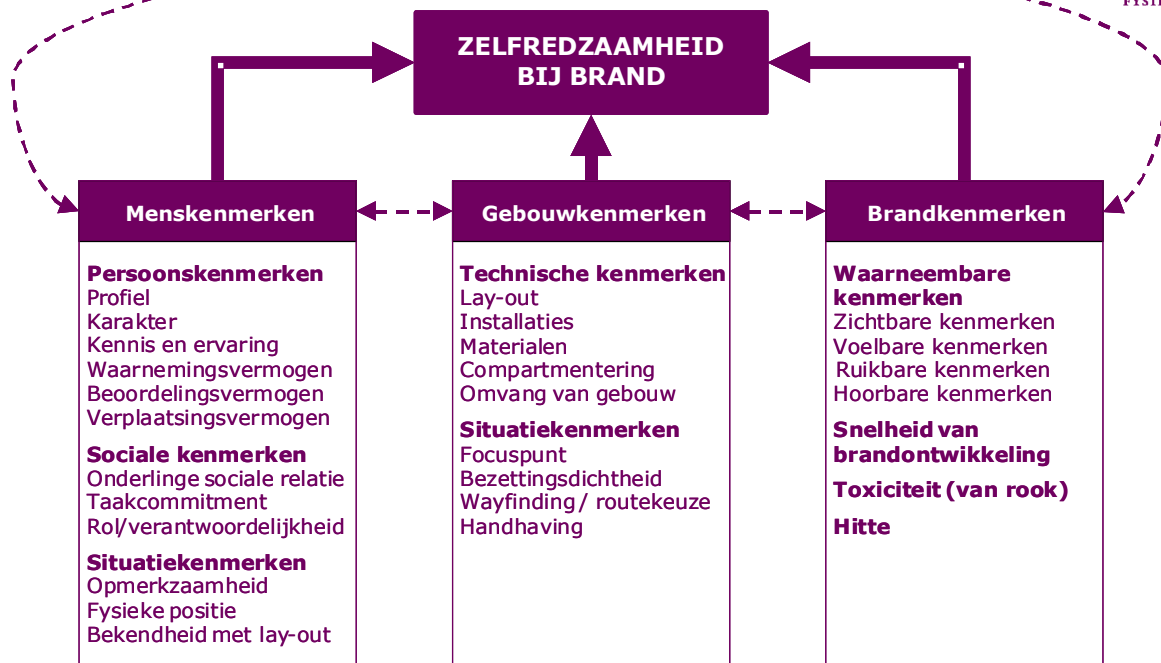 ZELFREDZAAMHEID
BIJ BRAND
Menskenmerken
Persoonskenmerken
Profiel
Karakter
Kennis en ervaring
Waarnemingsvermogen
Beoordelingsvermogen
Verplaatsingsvermogen
Sociale kenmerken
Onderlinge sociale relatie
Taakcommitment
Rol/verantwoordelijkheid
Situatiekenmerken
Opmerkzaamheid
Fysieke positie
Bekendheid met lay-out
Gebouwkenmerken
Technische kenmerken
Lay-out
Installaties
Materialen
Compartmentering
Omvang van gebouw
Situatiekenmerken
Focuspunt
Bezettingsdichtheid
Wayfinding / routekeuze
Handhaving
Brandkenmerken
Waarneembare
kenmerken
Zichtbare kenmerken
Voelbare kenmerken
Ruikbare kenmerken
Hoorbare kenmerken
Snelheid van
brandontwikkeling
Toxiciteit (van rook)
Hitte